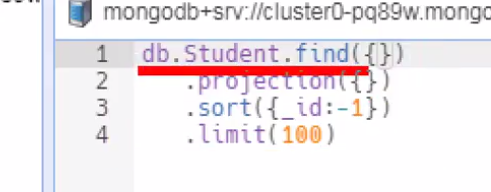 mongodb+srv://cluster0-pq89w.mongo
1 db.Student.find({})
2 .projection({})
3 .sort({_id:-1})
4 .limit(100)